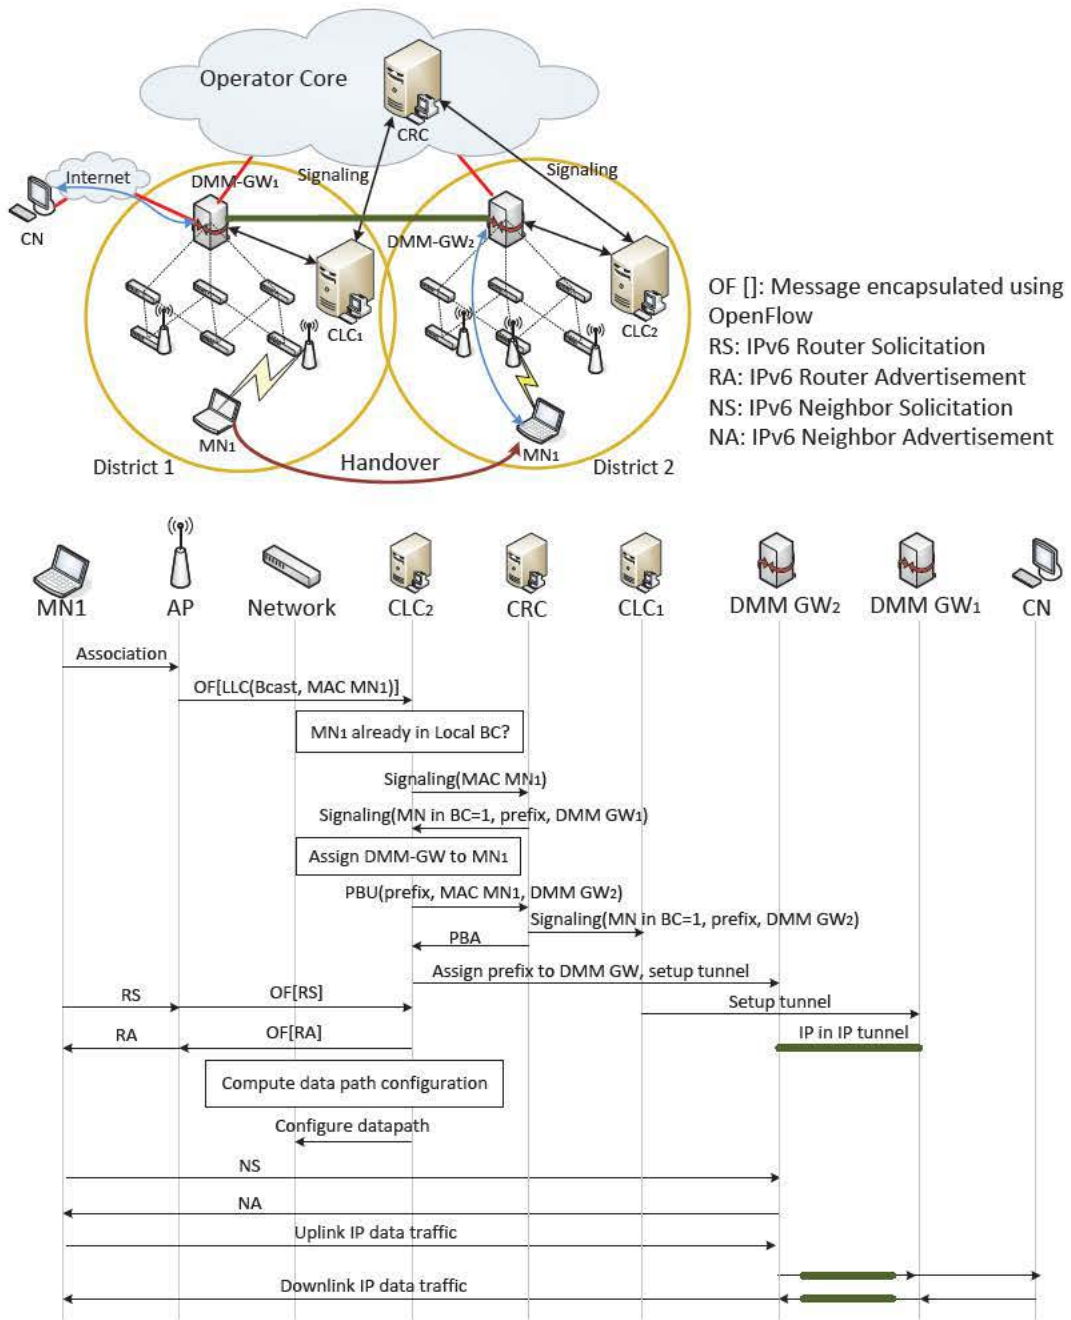 Operator Core
CRC
Signaling
Signaling
Internet
DMM-GW1
CN
DMM-GW2
CLC1
CLC2
MN1
MN1
District 1
Handover
District 2
OF []: Message encapsulated using
OpenFlow
RS: IPv6 Router Solicitation
RA: IPv6 Router Advertisement
NS: IPv6 Neighbor Solicitation
NA: IPv6 Neighbor Advertisement
MN1
AP
Network
CLC2
CRC
CLC1
DMM GW2
DMM GW1
CN
Association
OF[LLC(Bcast, MAC MN1)]
MN1 already in Local BC?
Signaling(MAC MN1)
Signaling(MN in BC=1, prefix, DMM GW1)
Assign DMM-GW to MN1
PBU(prefix, MAC MN1, DMM GW2)
Signaling(MN in BC=1, prefix, DMM GW2)
PBA
Assign prefix to DMM GW, setup tunnel
RS
OF[RS]
Setup tunnel
RA
OF[RA]
IP in IP tunnel
Compute data path configuration
Configure datapath
NS
NA
Uplink IP data traffic
Downlink IP data traffic